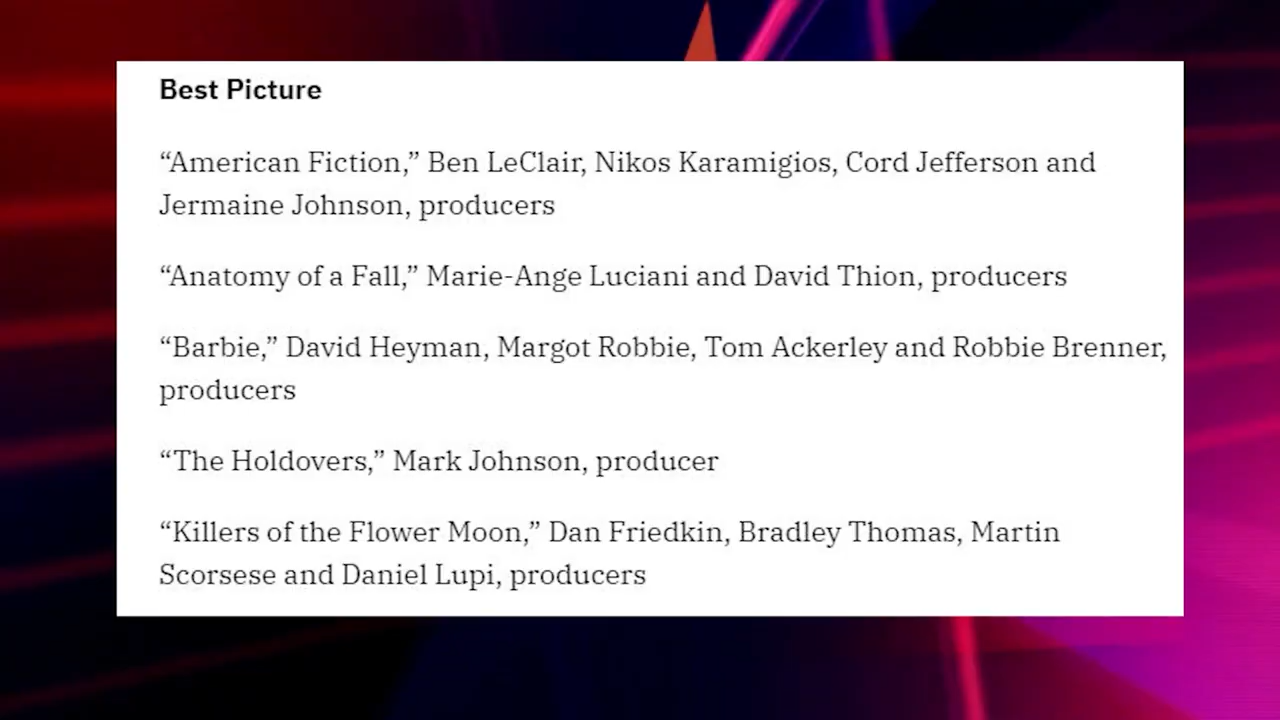 Best Picture
“American Fiction,” Ben LeClair, Nikos Karamigios, Cord Jefferson and
Jermaine Johnson, producers
“Anatomy of a Fall,” Marie-Ange Luciani and David Thion, producers
“Barbie,” David Heyman, Margot Robbie, Tom Ackerley and Robbie Brenner,
producers
“The Holdovers,” Mark Johnson, producer
“Killers of the Flower Moon,” Dan Friedkin, Bradley Thomas, Martin
Scorsese and Daniel Lupi, producers